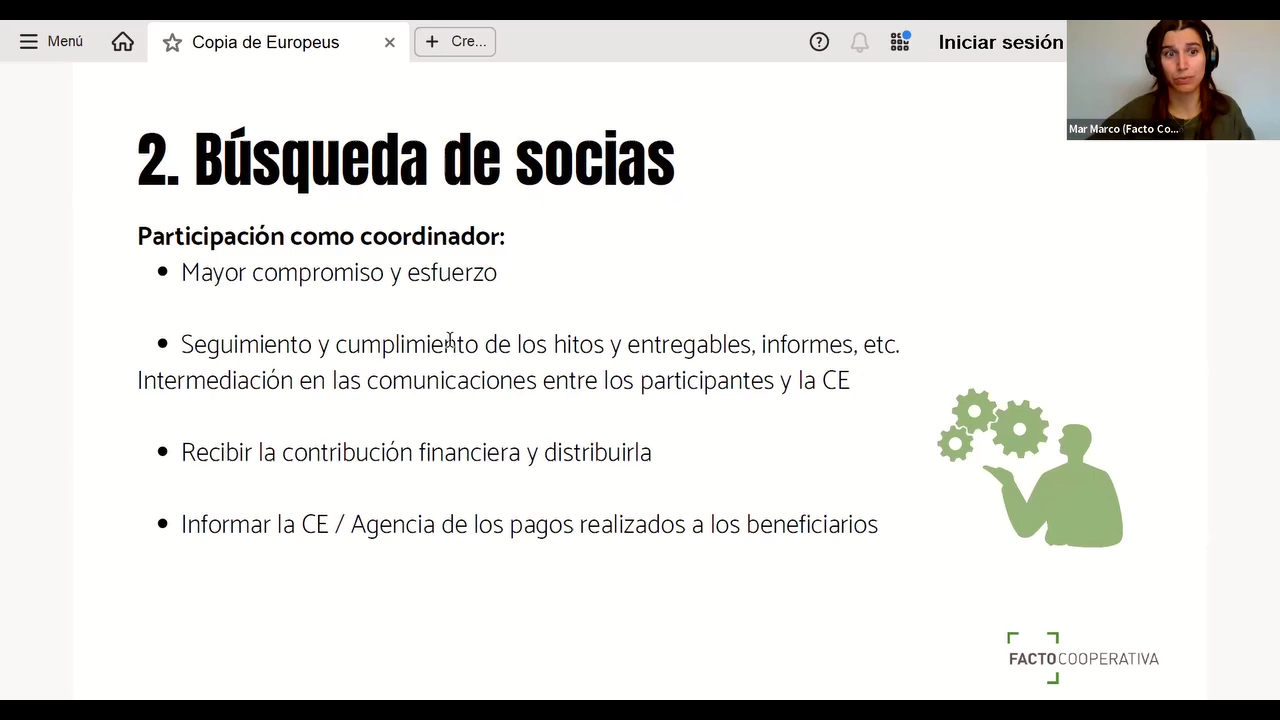 Menú
Copia de Europeus
Cre...
Iniciar sesión
Mar Marco (Facto Co...
2. Búsqueda de socias
Participación como coordinador:
Mayor compromiso y esfuerzo
Seguimiento y cumplimiento de los hitos y entregables, informes, etc.
Intermediación en las comunicaciones entre los participantes y la CE
Recibir la contribución financiera y distribuirla
Informar la CE / Agencia de los pagos realizados a los beneficiarios
FACTOCOOPERATIVA